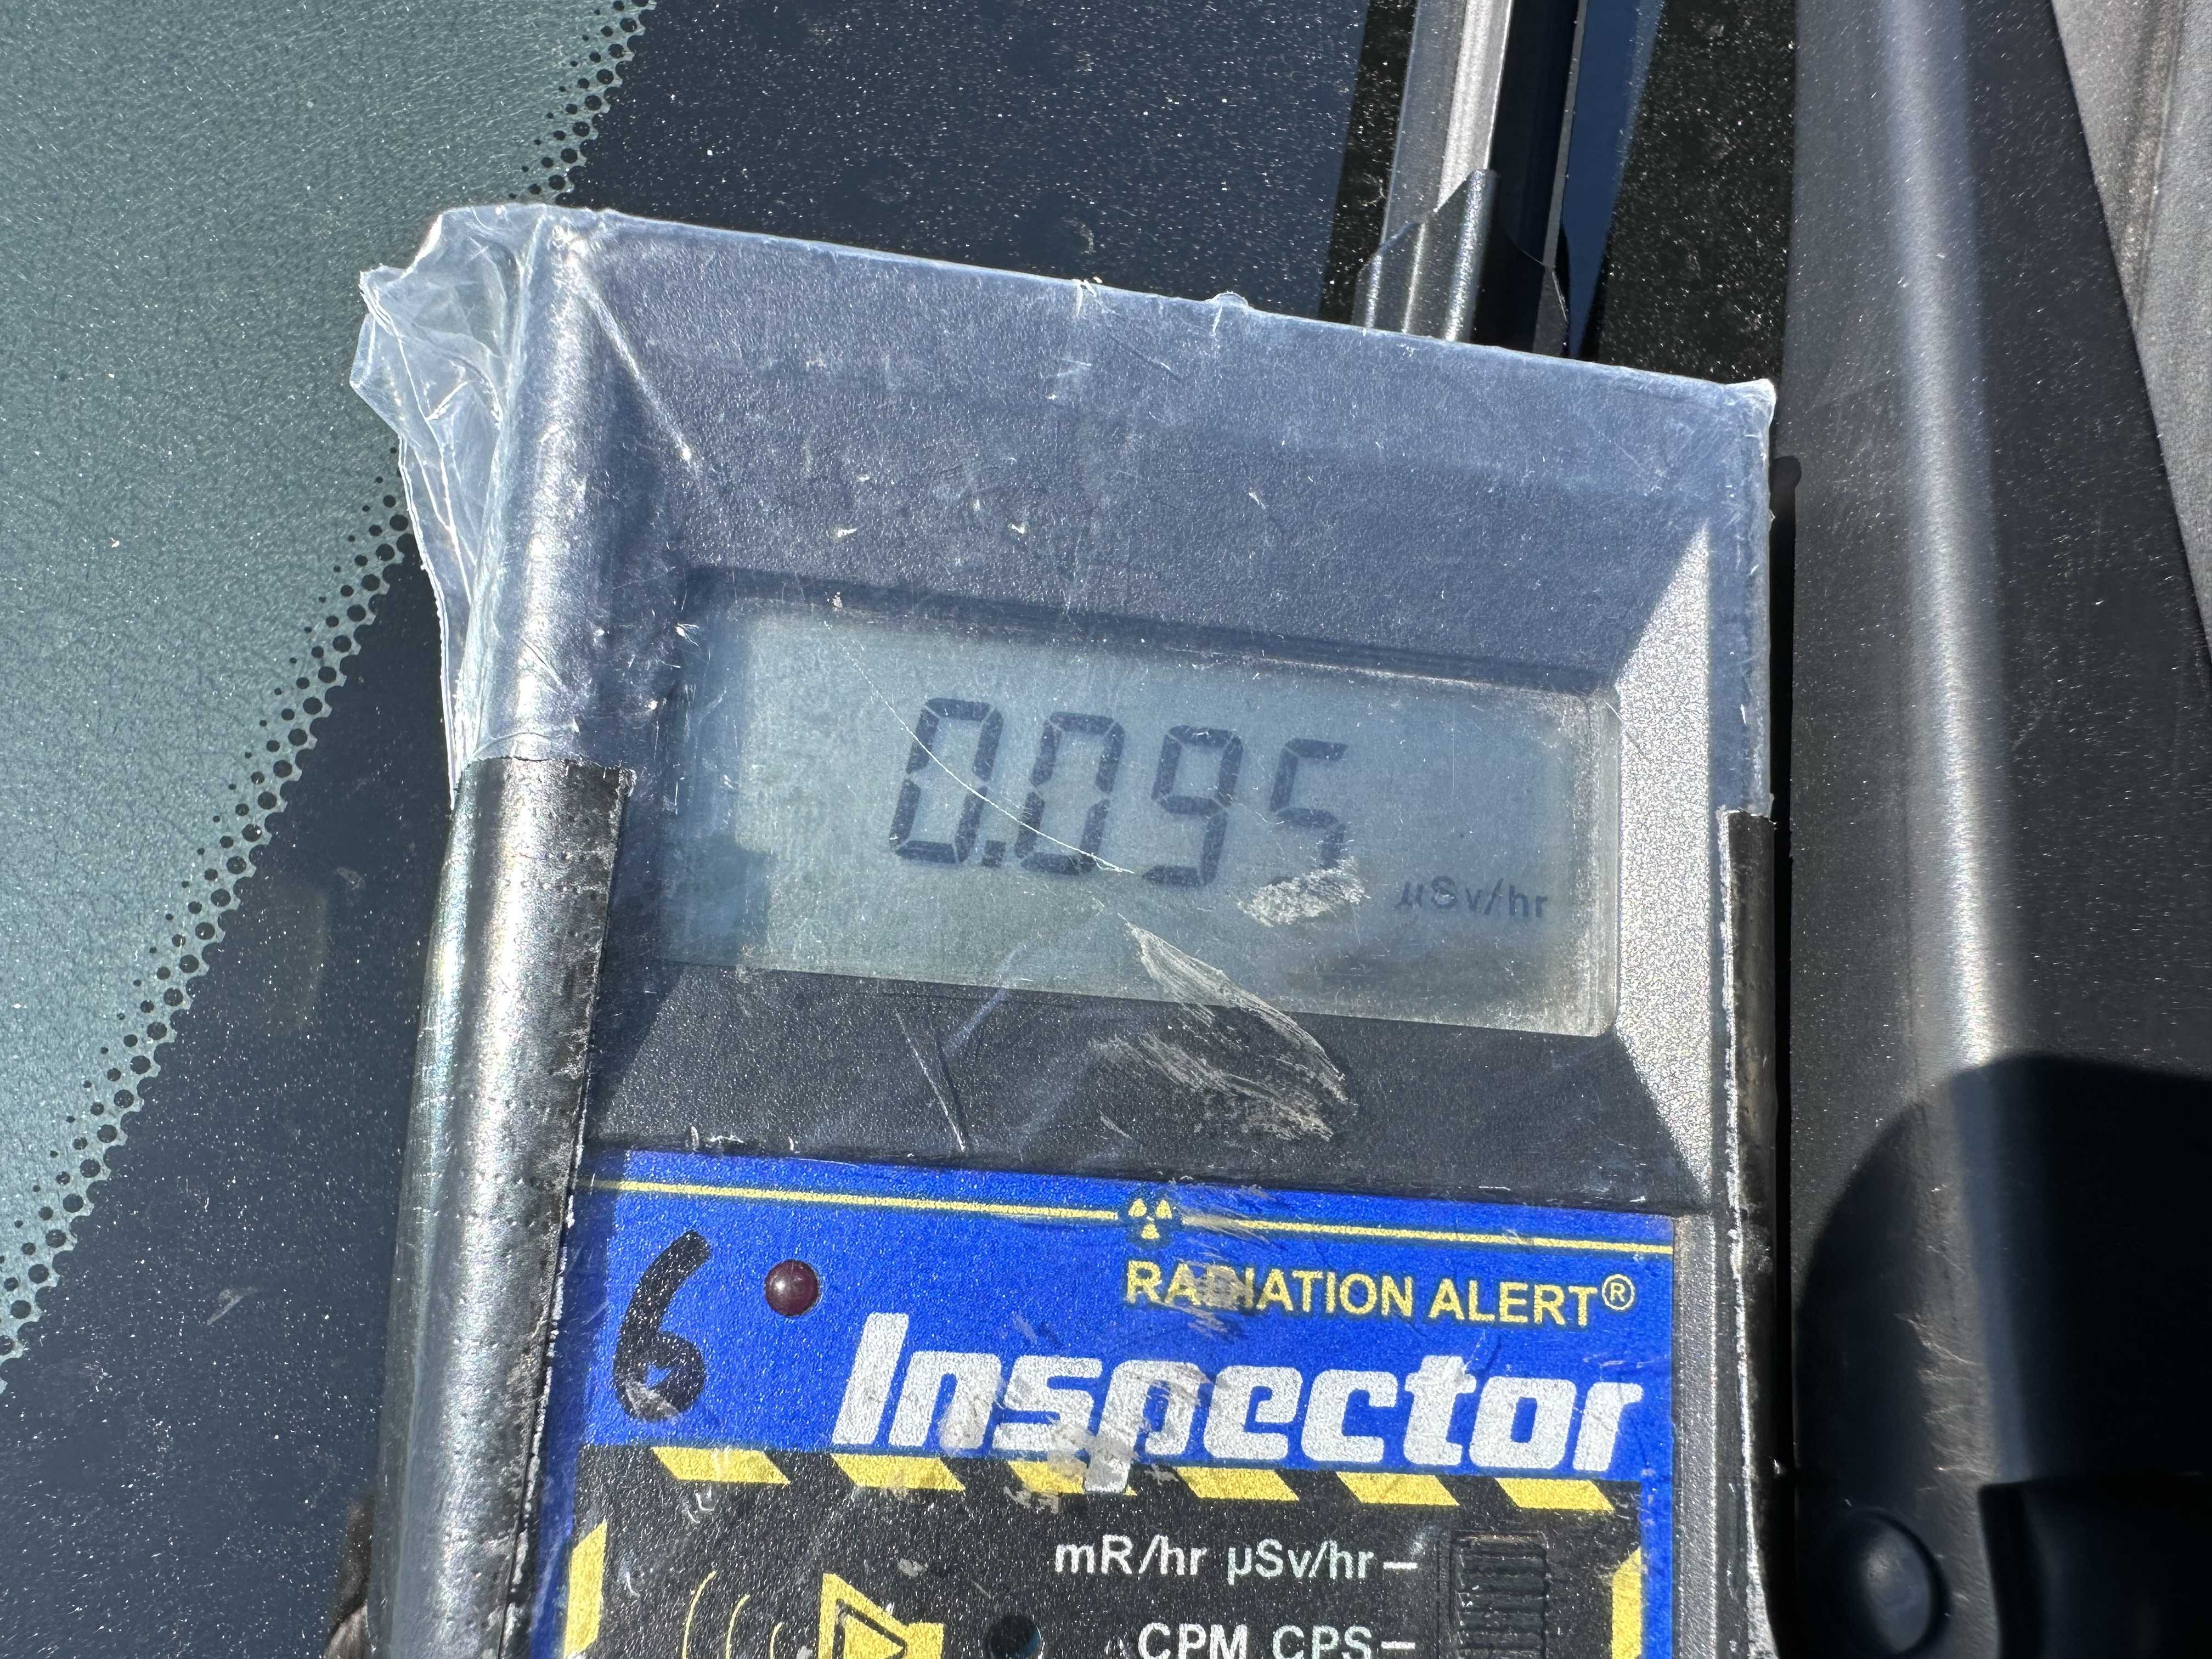 0.095
µSv/hr
6
RADIATION ALERT®
Inspector
mR/hr µSv/hr–
CPM CPS–